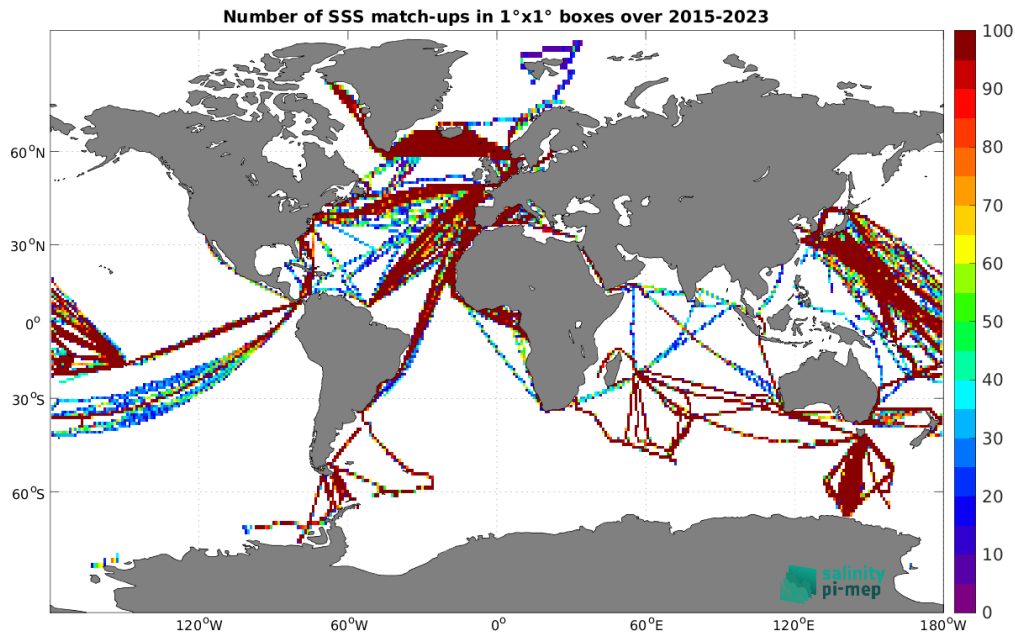 Number of SSS match-ups in 1°x1° boxes over 2015-2023
100
90
80
70
60
50
40
30
20
10
0
60°N
30°N
0°
30°S
60°S
120°W
60°W
0°E
60°E
120°E
180°W
salinity
pi-mep